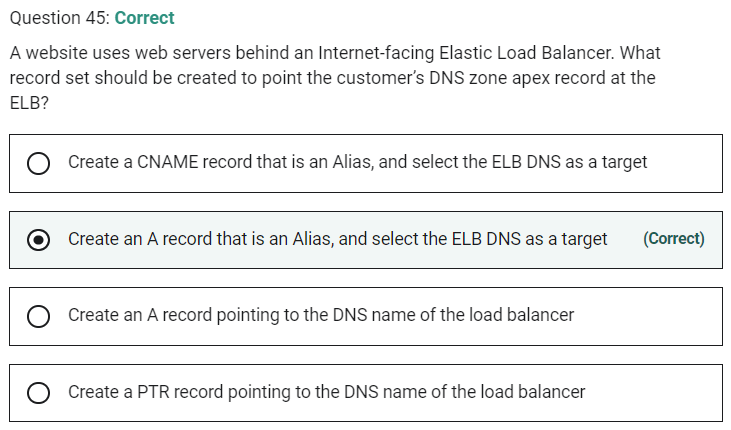 Question 45: Correct
A website uses web servers behind an Internet-facing Elastic Load Balancer. What
record set should be created to point the customer’s DNS zone apex record at the
ELB?
Create a CNAME record that is an Alias, and select the ELB DNS as a target
Create an A record that is an Alias, and select the ELB DNS as a target (Correct)
Create an A record pointing to the DNS name of the load balancer
Create a PTR record pointing to the DNS name of the load balancer